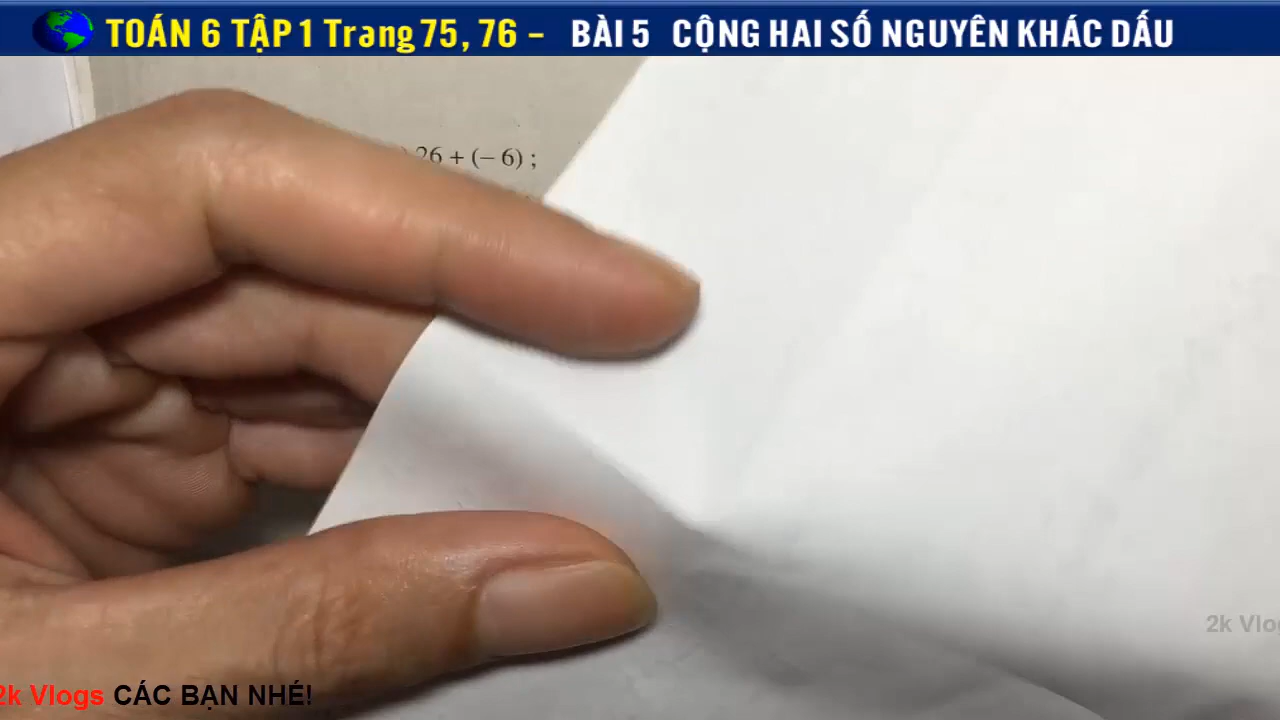 TOÁN 6 TẬP 1 Trang 75, 76 – BÀI 5 CỘNG HAI SỐ NGUYÊN KHÁC DẤU
) 26 + (– 6) ;
2k Vlo
2k Vlogs CÁC BẠN NHÉ!